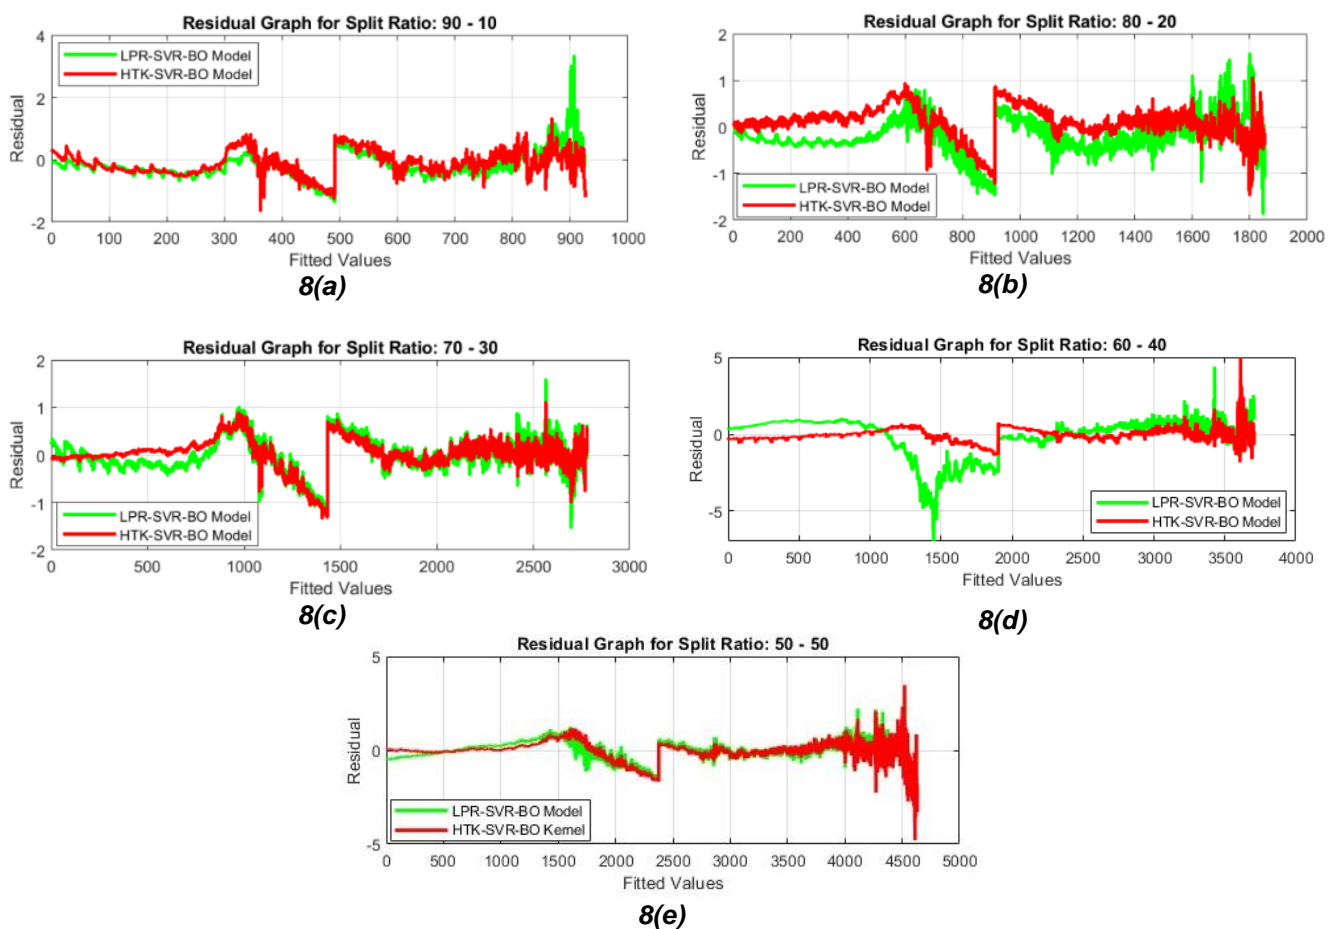 Residual Graph for Split Ratio: 90 - 10
4
2
0
-2
Residual
LPR-SVR-BO Model
HTK-SVR-BO Model
0 100 200 300 400 500 600 700 800 900 1000
Fitted Values
8(a)
Residual Graph for Split Ratio: 80 - 20
2
1
0
-1
-2
Residual
LPR-SVR-BO Model
HTK-SVR-BO Model
0 200 400 600 800 1000 1200 1400 1600 1800 2000
Fitted Values
8(b)
Residual Graph for Split Ratio: 70 - 30
2
1
0
-1
-2
Residual
LPR-SVR-BO Model
HTK-SVR-BO Model
0 500 1000 1500 2000 2500 3000
Fitted Values
8(c)
Residual Graph for Split Ratio: 60 - 40
5
0
-5
Residual
LPR-SVR-BO Model
HTK-SVR-BO Model
0 500 1000 1500 2000 2500 3000 3500 4000
Fitted Values
8(d)
Residual Graph for Split Ratio: 50 - 50
5
0
-5
Residual
LPR-SVR-BO Model
HTK-SVR-BO Kernel
0 500 1000 1500 2000 2500 3000 3500 4000 4500 5000
Fitted Values
8(e)